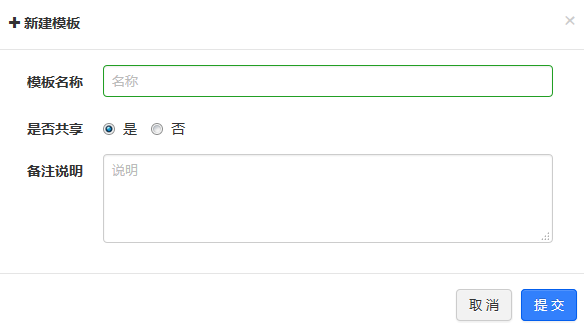 新建模板
模板名称 名称
是否共享 是 否
备注说明 说明
取 消 提 交